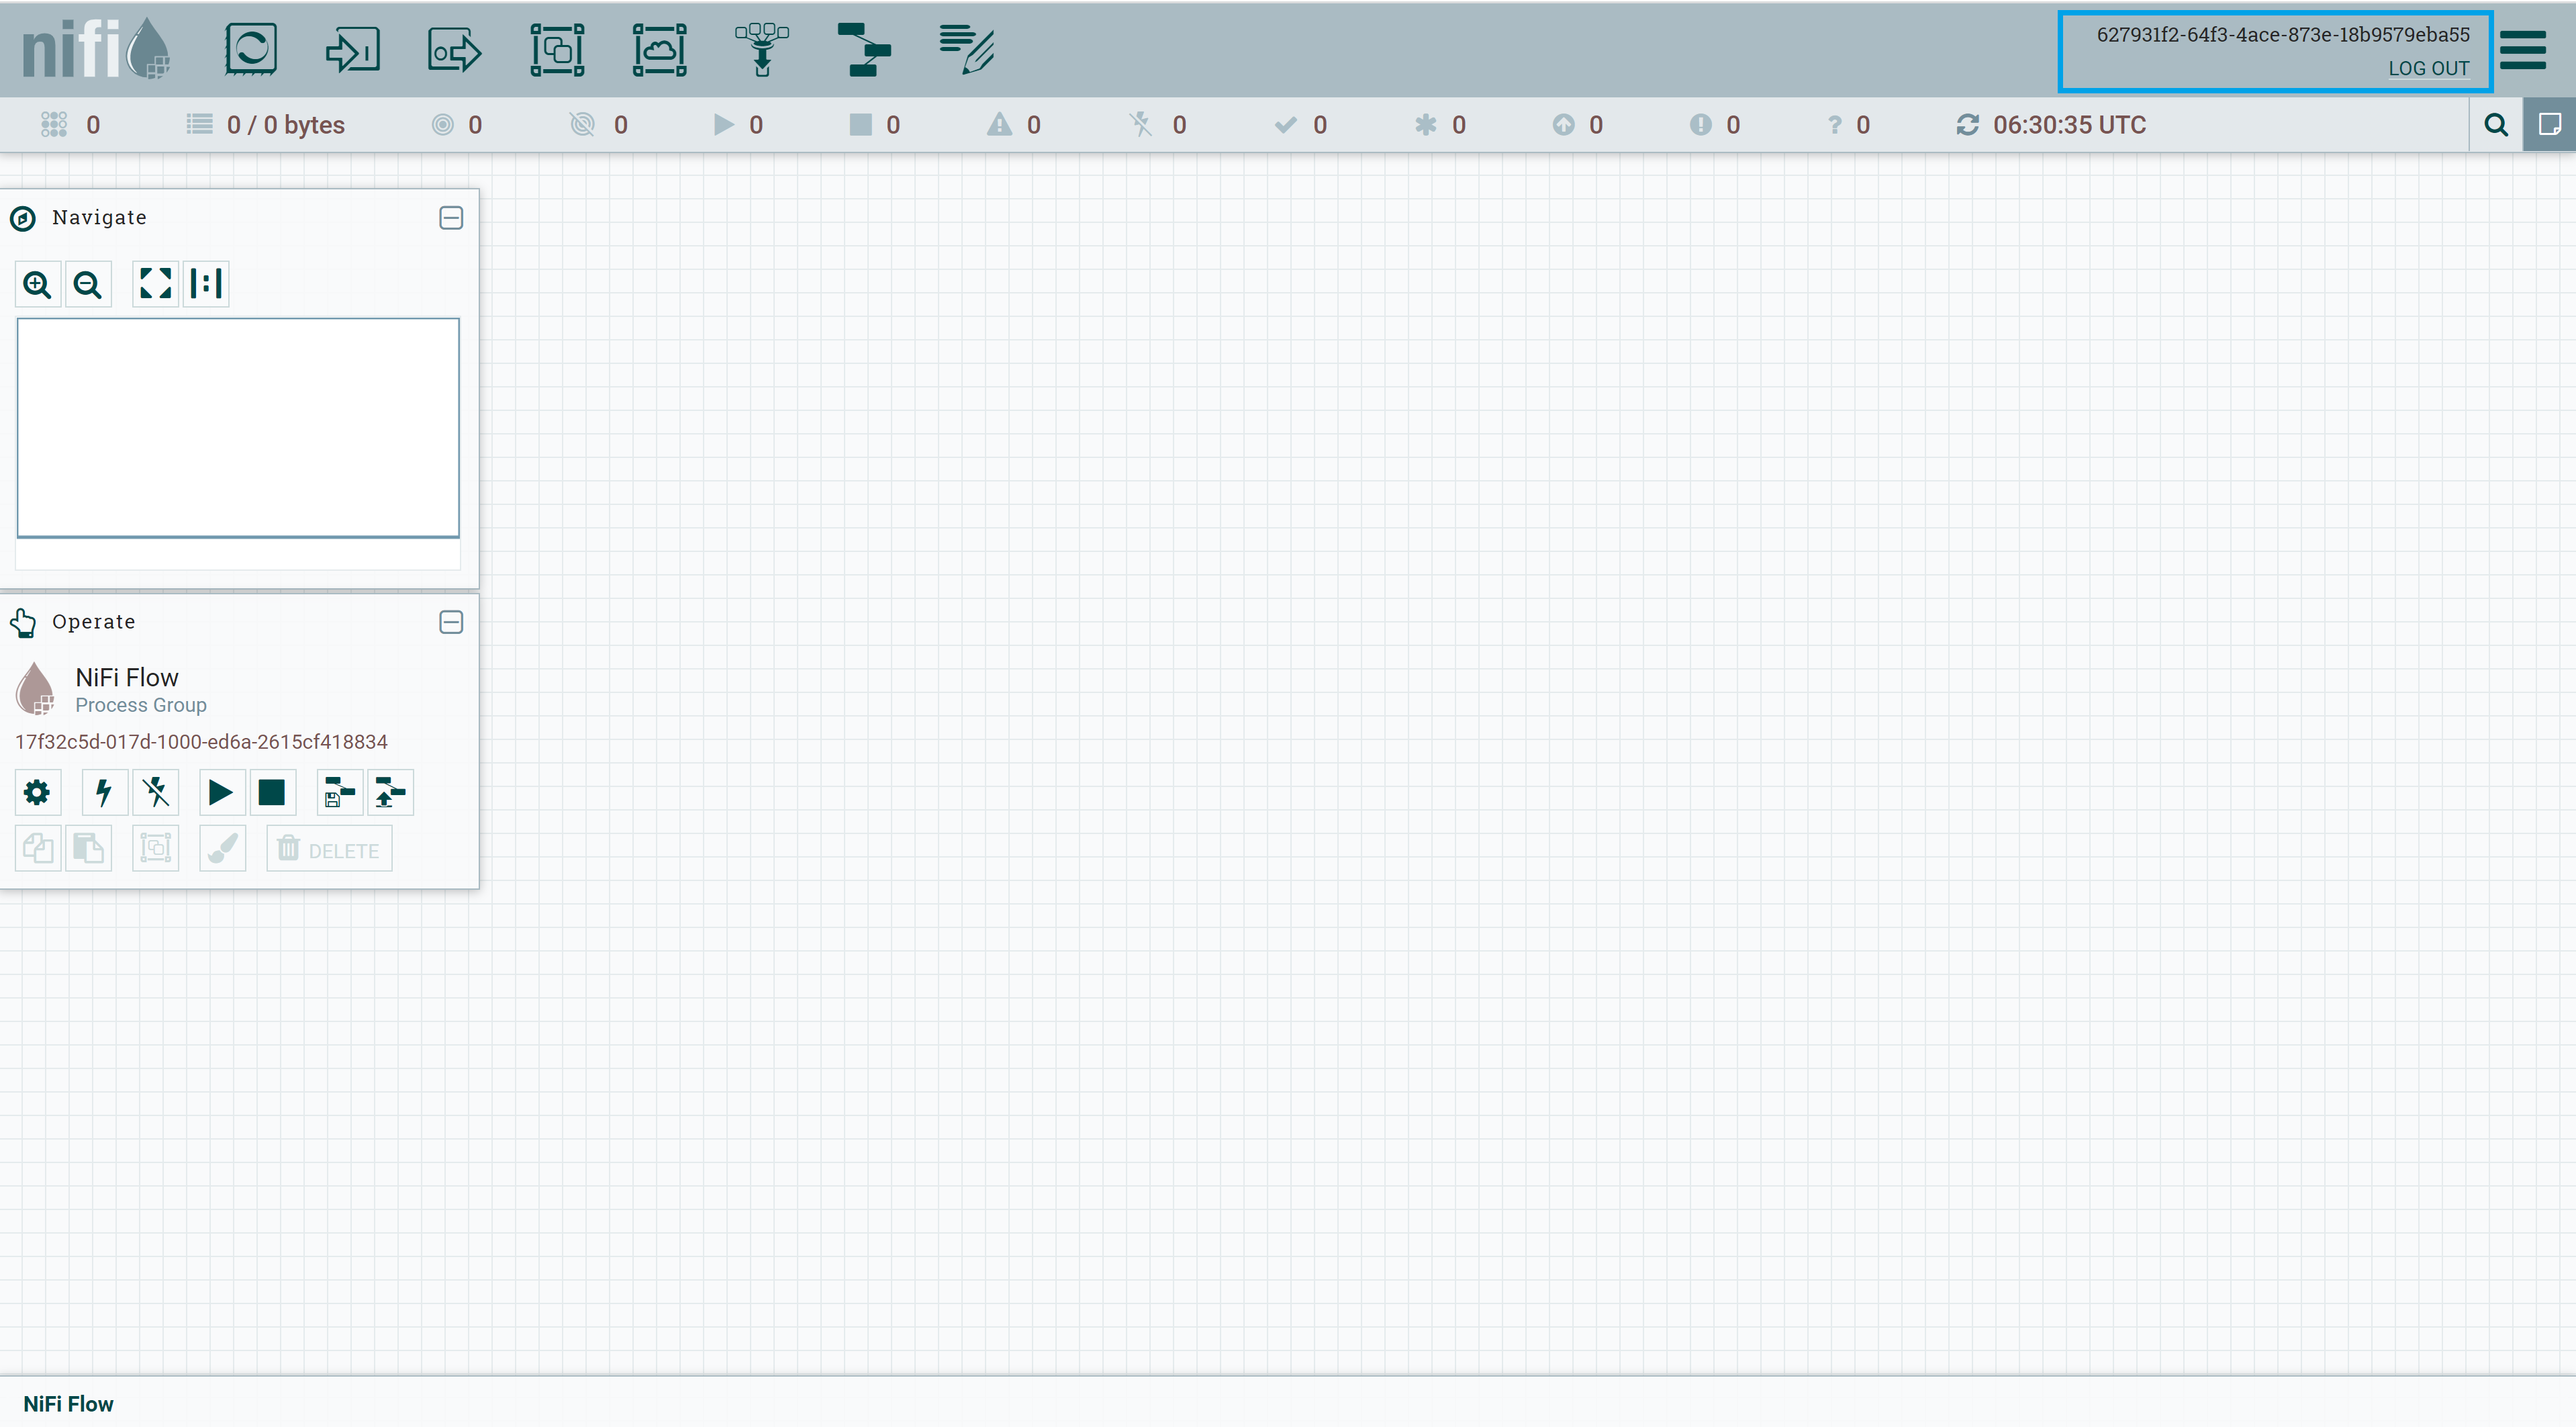 nifi
627931f2-64f3-4ace-873e-18b9579eba55
LOG OUT
0 0 / 0 bytes 0 0 0 0 0 0 0 0 0 0 0 06:30:35 UTC
Navigate
Operate
NiFi Flow
Process Group
17f32c5d-017d-1000-ed6a-2615cf418834
DELETE
NiFi Flow